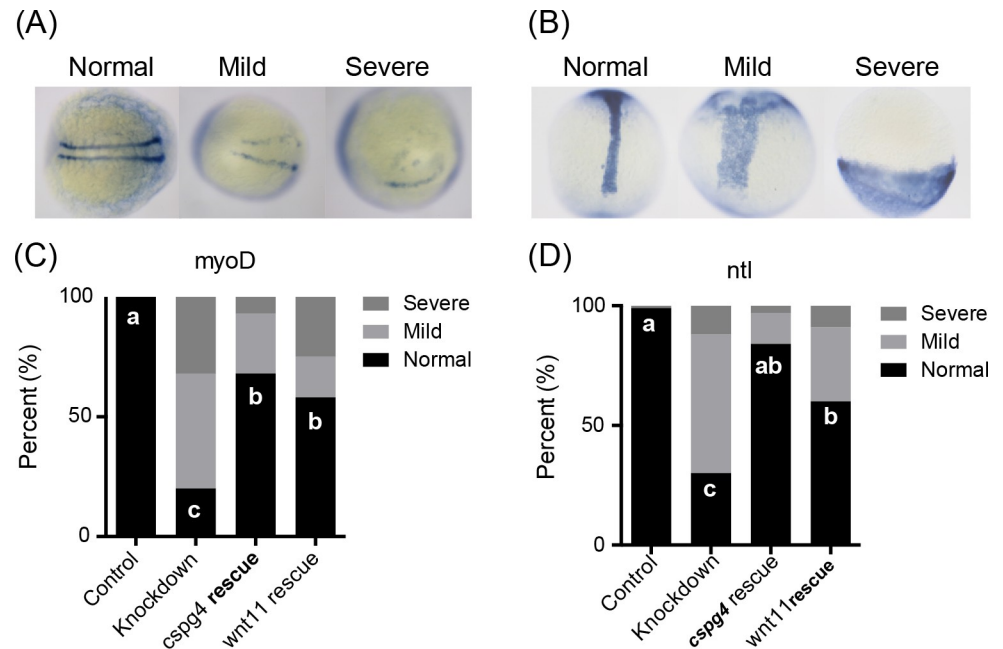 (A)
Normal Mild Severe
(B)
Normal Mild Severe
(C)
myoD
100
50
0
Percent (%)
a
c
b
b
Severe
Mild
Normal
Control
Knockdown
cspg4 rescue
wnt11 rescue
(D)
ntl
100
50
0
Percent (%)
a
c
ab
b
Severe
Mild
Normal
Control
Knockdown
cspg4 rescue
wnt11rescue